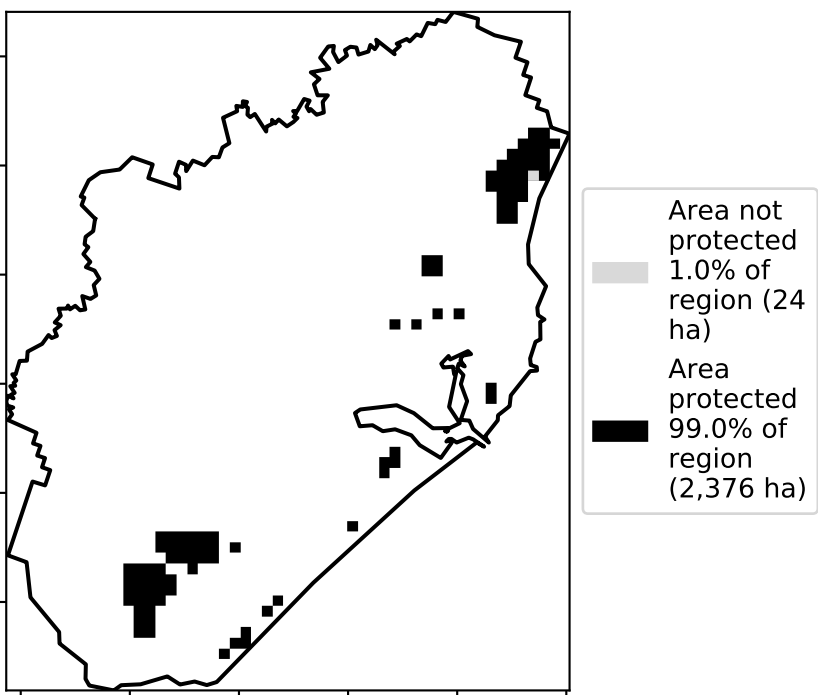 Area not
protected
1.0% of
region (24
ha)
Area
protected
99.0% of
region
(2,376 ha)